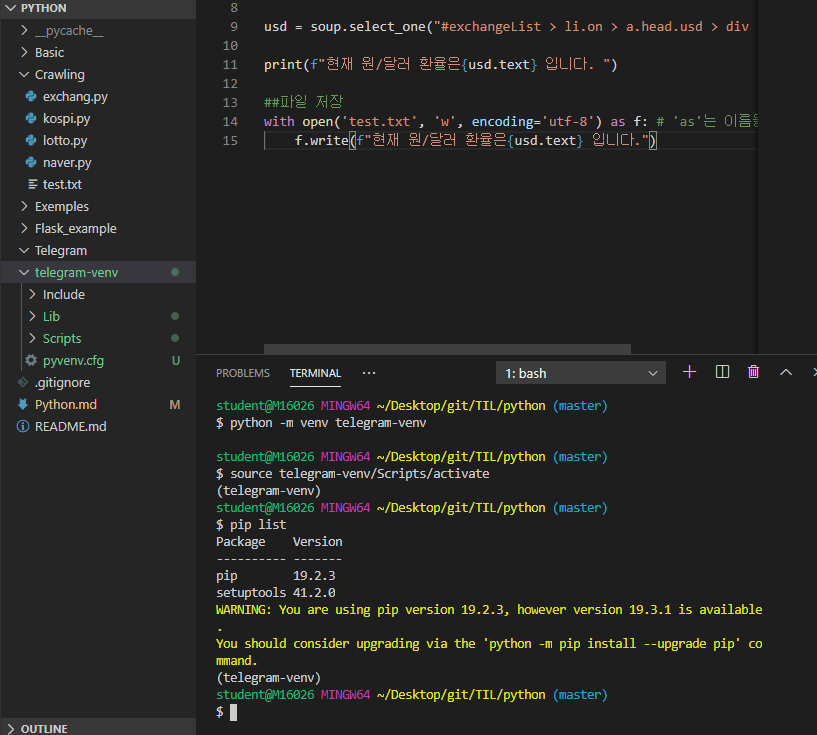 PYTHON
__pycache__
Basic
Crawling
exchang.py
kospi.py
lotto.py
naver.py
test.txt
Exemples
Flask_example
Telegram
telegram-venv
Include
Lib
Scripts
pyvenv.cfg U
.gitignore
Python.md M
README.md
OUTLINE
8
9 usd = soup.select_one("#exchangeList > li.on > a.head.usd > div
10
11 print(f"현재 원/달러 환율은{usd.text} 입니다. ")
12
13 ##파일 저장
14 with open('test.txt', 'w', encoding='utf-8') as f: # 'as'는 이름을
15 f.write(f"현재 원/달러 환율은{usd.text} 입니다.")
PROBLEMS TERMINAL ··· 1: bash
student@M16026 MINGW64 ~/Desktop/git/TIL/python (master)
$ python -m venv telegram-venv
student@M16026 MINGW64 ~/Desktop/git/TIL/python (master)
$ source telegram-venv/Scripts/activate
(telegram-venv)
student@M16026 MINGW64 ~/Desktop/git/TIL/python (master)
$ pip list
Package Version
---------- -------
pip 19.2.3
setuptools 41.2.0
WARNING: You are using pip version 19.2.3, however version 19.3.1 is available
.
You should consider upgrading via the 'python -m pip install --upgrade pip' co
mmand.
(telegram-venv)
student@M16026 MINGW64 ~/Desktop/git/TIL/python (master)
$